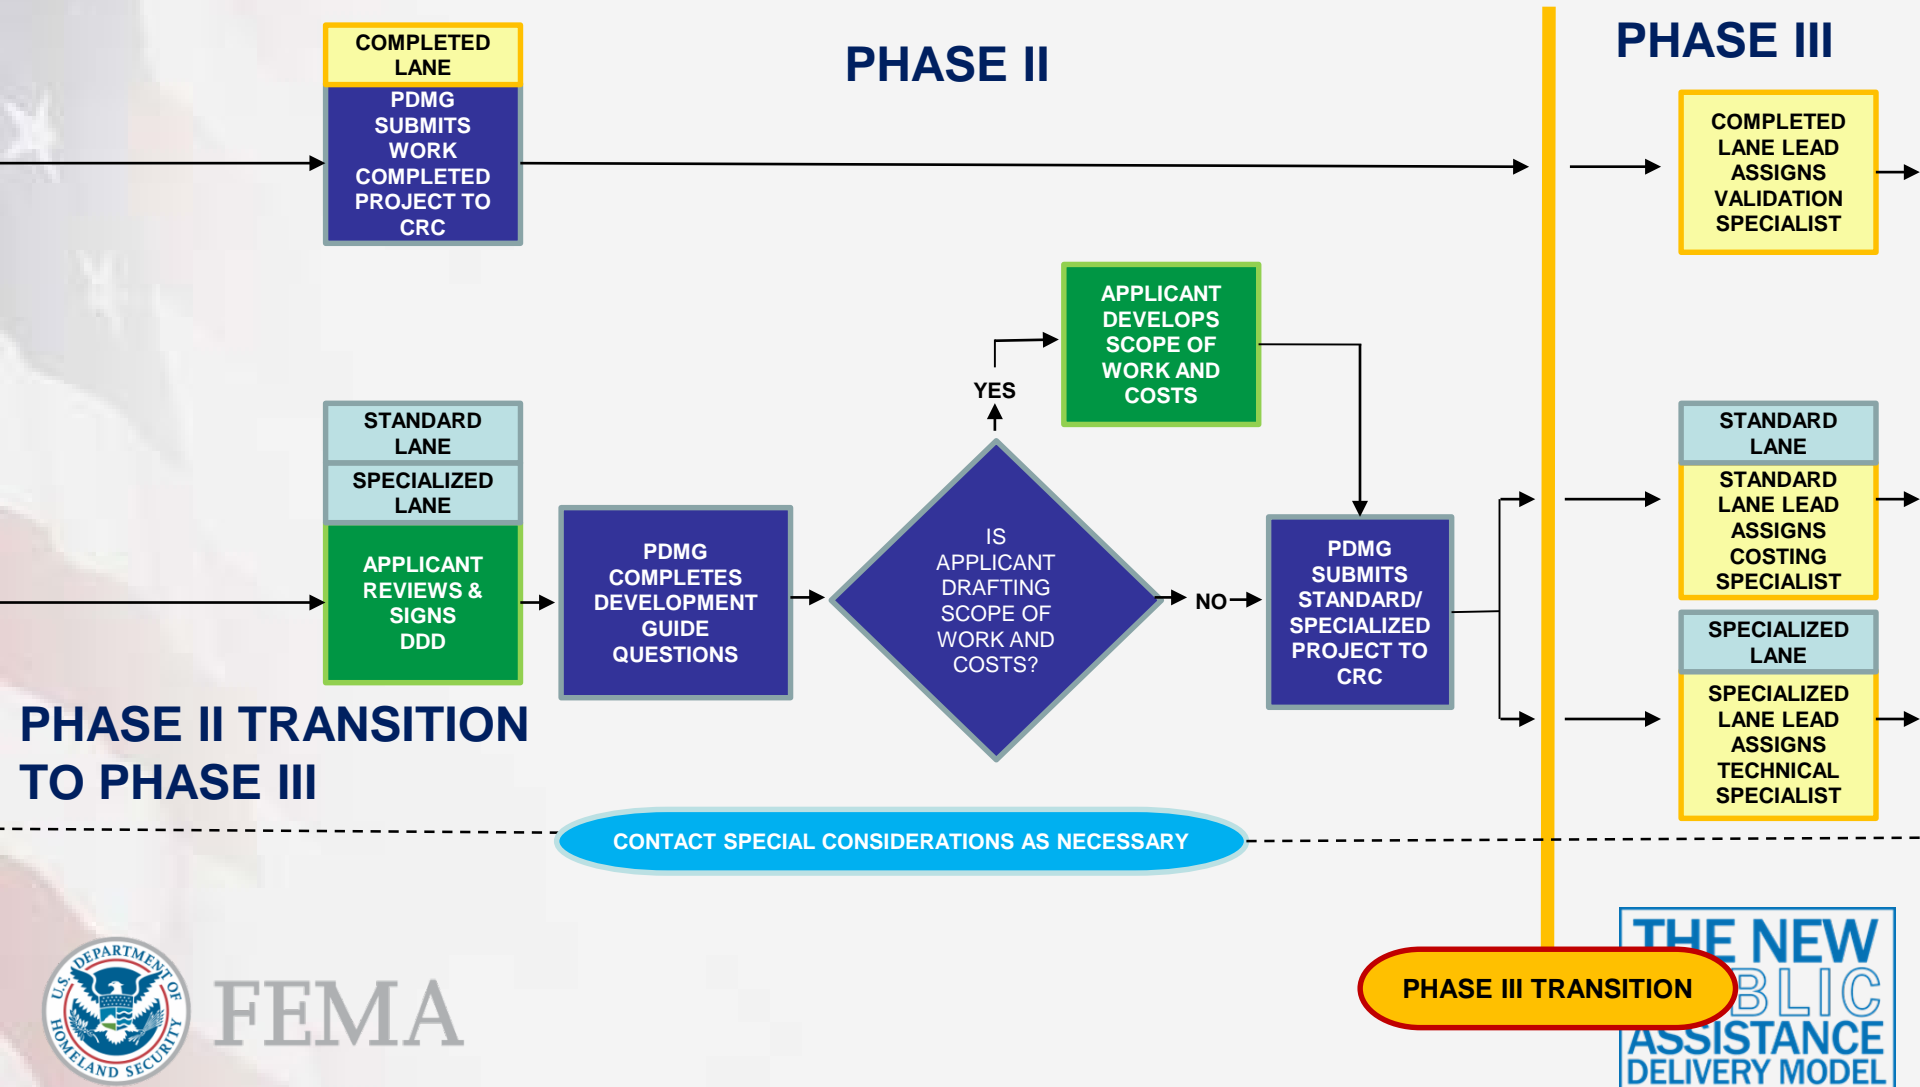 PHASE II
PHASE III
COMPLETED
LANE
PDMG
SUBMITS
WORK
COMPLETED
PROJECT TO
CRC
COMPLETED
LANE LEAD
ASSIGNS
VALIDATION
SPECIALIST
STANDARD
LANE
SPECIALIZED
LANE
APPLICANT
REVIEWS &
SIGNS
DDD
PDMG
COMPLETES
DEVELOPMENT
GUIDE
QUESTIONS
IS
APPLICANT
DRAFTING
SCOPE OF
WORK AND
COSTS?
YES
APPLICANT
DEVELOPS
SCOPE OF
WORK AND
COSTS
NO
PDMG
SUBMITS
STANDARD/
SPECIALIZED
PROJECT TO
CRC
STANDARD
LANE
STANDARD
LANE LEAD
ASSIGNS
COSTING
SPECIALIST
SPECIALIZED
LANE
SPECIALIZED
LANE LEAD
ASSIGNS
TECHNICAL
SPECIALIST
PHASE II TRANSITION
TO PHASE III
CONTACT SPECIAL CONSIDERATIONS AS NECESSARY
U.S. DEPARTMENT OF
HOMELAND SECURITY
FEMA
PHASE III TRANSITION
THE NEW
BLIC
ASSISTANCE
DELIVERY MODEL